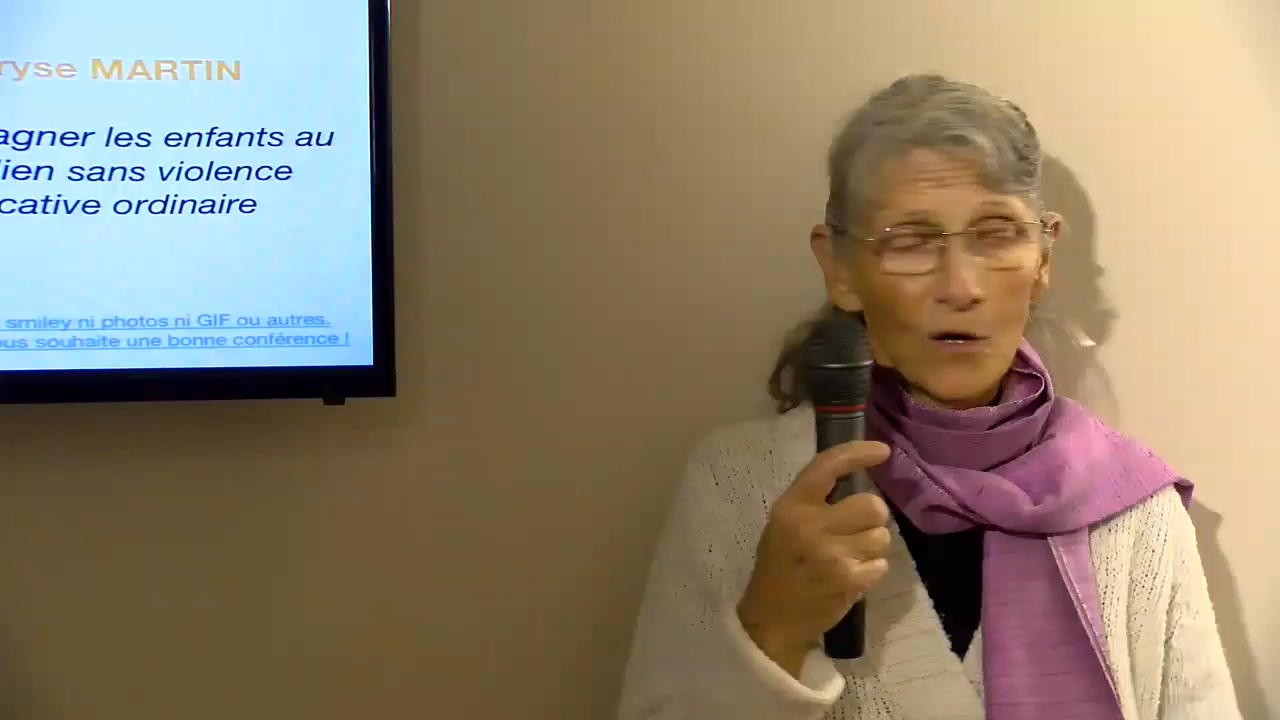 ryse MARTIN
agner les enfants au
lien sans violence
cative ordinaire
smiley ni photos ni GIF ou autres.
ous souhaite une bonne conférence !